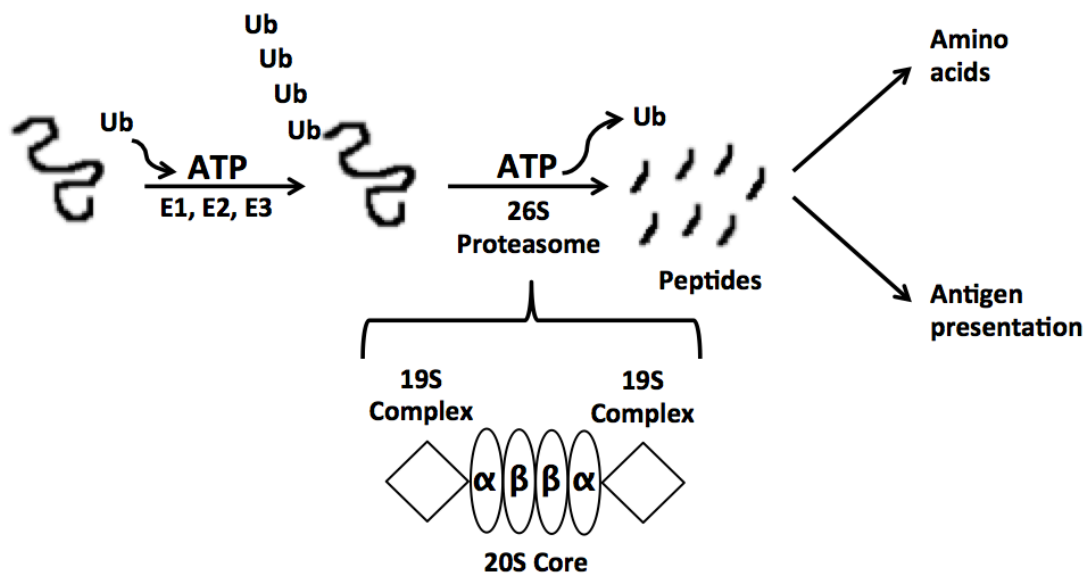 Ub
Ub
Ub
Ub
Ub
ATP
E1, E2, E3
ATP
26S
Proteasome
Ub
Peptides
Amino
acids
Antigen
presentation
19S
Complex
19S
Complex
α β β α
20S Core